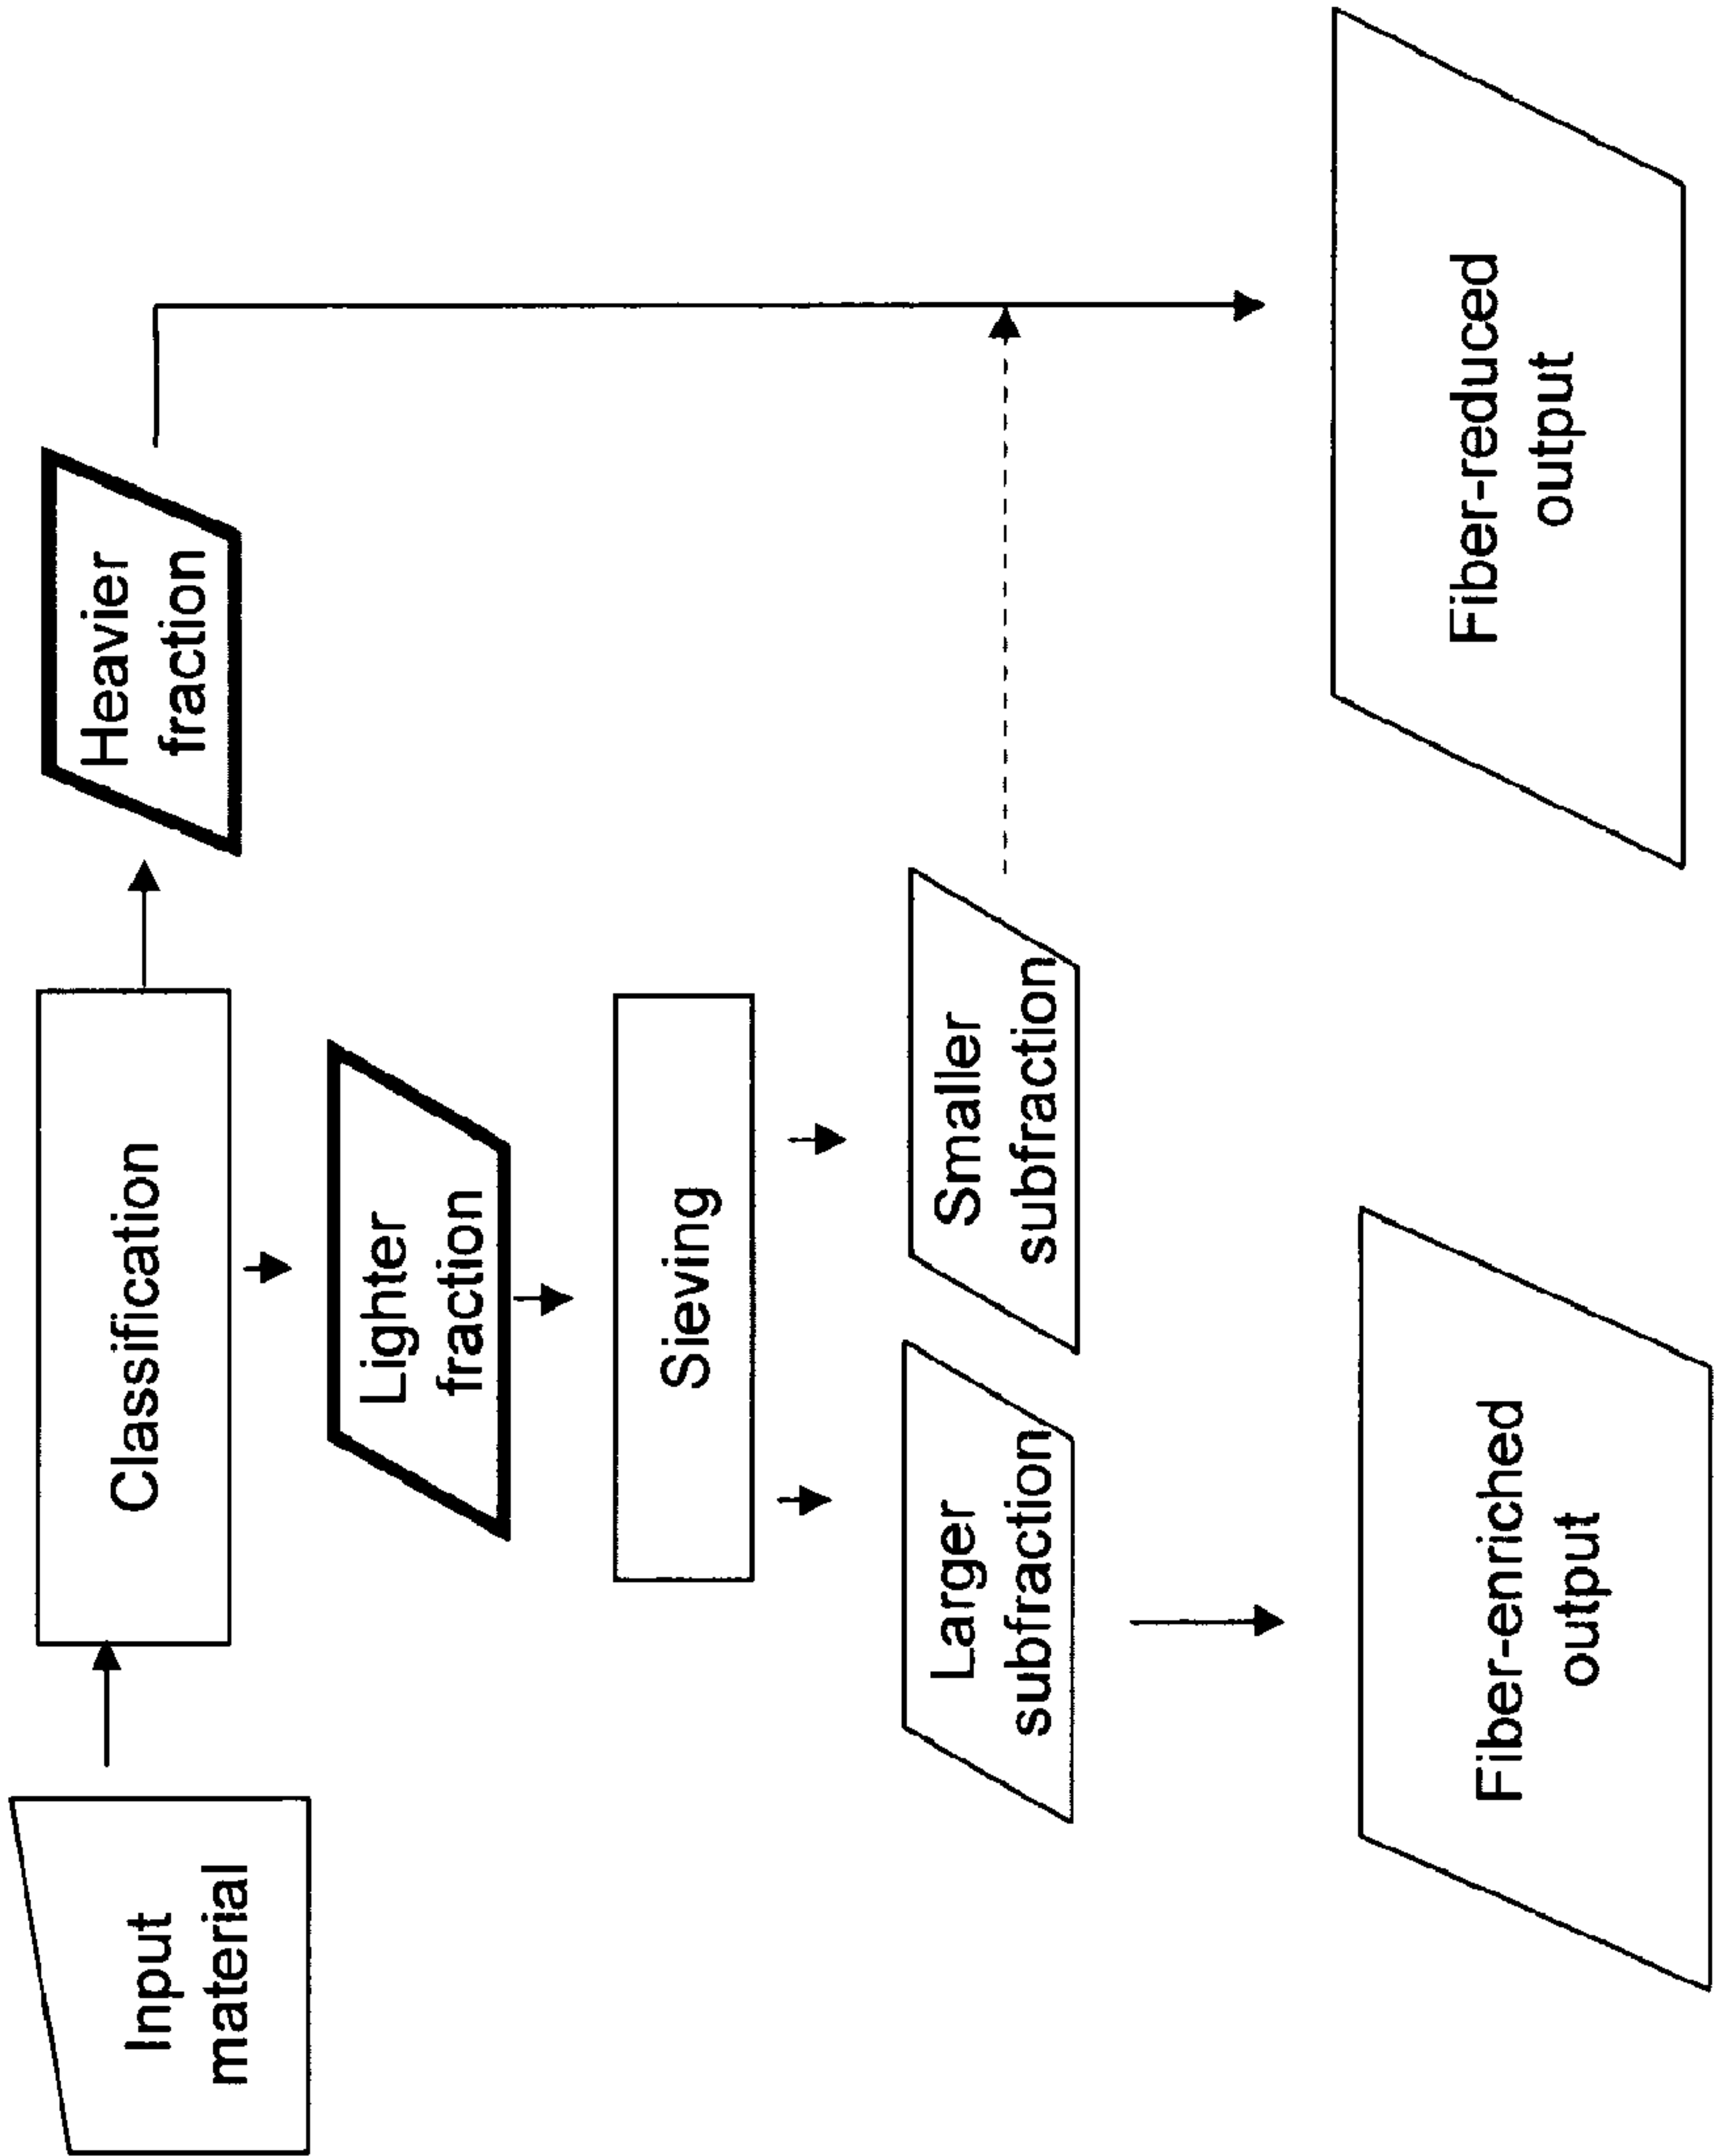 Input
material
Classification
Heavier
fraction
Lighter
fraction
Sieving
Larger
subfraction
Smaller
subfraction
Fiber-enriched
output
Fiber-reduced
output